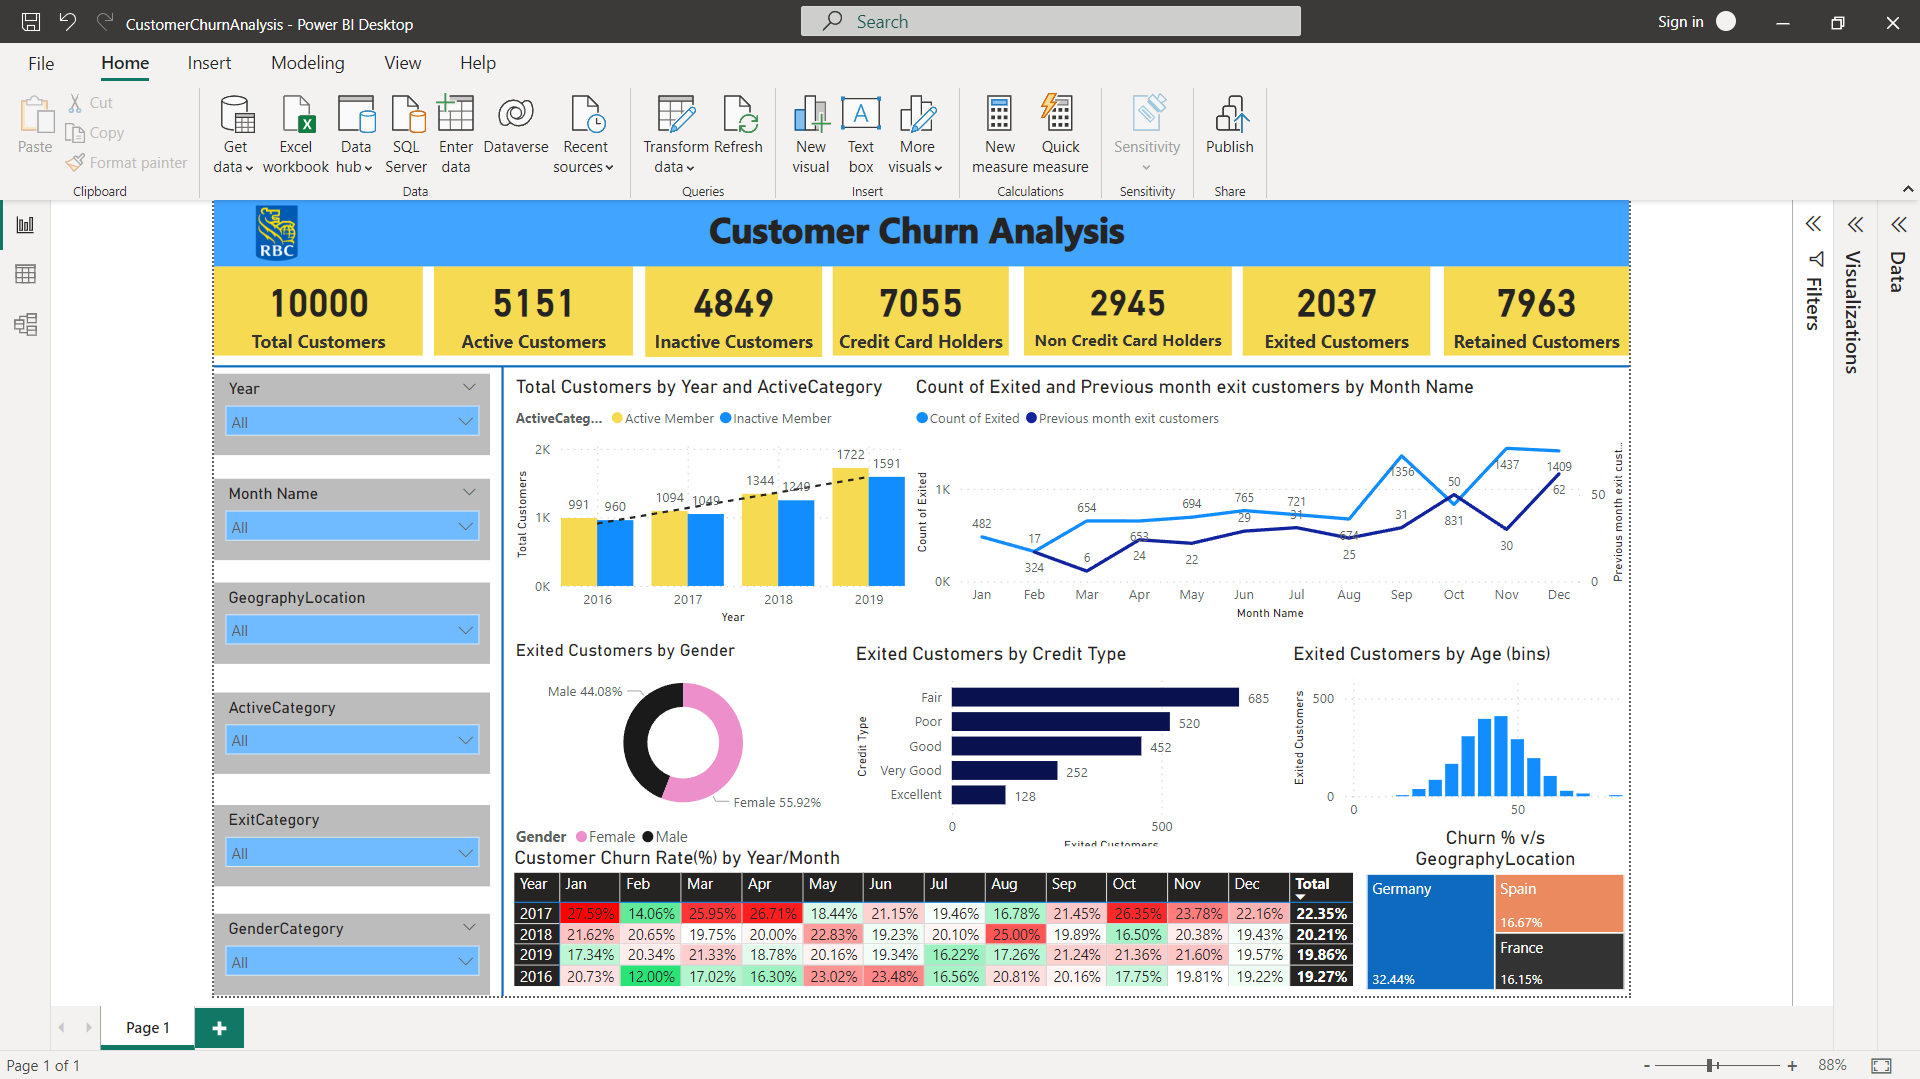 CustomerChurnAnalysis - Power BI Desktop
Search
Sign in
File Home Insert Modeling View Help
Paste
Cut
Copy
Format painter
Clipboard
Get data
Excel workbook
Data hub
SQL Server
Enter data
Dataverse
Recent sources
Data
Transform data
Refresh
Queries
New visual
Text box
More visuals
Insert
New measure
Quick measure
Calculations
Sensitivity
Sensitivity
Publish
Share
RBC
Customer Churn Analysis
10000
Total Customers
5151
Active Customers
4849
Inactive Customers
7055
Credit Card Holders
2945
Non Credit Card Holders
2037
Exited Customers
7963
Retained Customers
Filters
Visualizations
Data
Year
All
Month Name
All
GeographyLocation
All
ActiveCategory
All
ExitCategory
All
GenderCategory
All
Total Customers by Year and ActiveCategory
ActiveCateg... Active Member Inactive Member
Total Customers
2K
1K
0K
991 960
1094 1049
1344 1249
1722 1591
2016 2017 2018 2019
Year
Count of Exited and Previous month exit customers by Month Name
Count of Exited Previous month exit customers
Count of Exited
1K
0K
482 324 654 653 694 765 721 674 1356 831 1437 1409
17 6 24 22 29 31 25 31 50 30 62
50
0
Previous month exit cust...
Jan Feb Mar Apr May Jun Jul Aug Sep Oct Nov Dec
Month Name
Exited Customers by Gender
Male 44.08%
Female 55.92%
Gender Female Male
Exited Customers by Credit Type
Credit Type
Fair 685
Poor 520
Good 452
Very Good 252
Excellent 128
0 500
Exited Customers
Exited Customers by Age (bins)
Exited Customers
500
0
0 50
Customer Churn Rate(%) by Year/Month
Year Jan Feb Mar Apr May Jun Jul Aug Sep Oct Nov Dec Total
2017 27.59% 14.06% 25.95% 26.71% 18.44% 21.15% 19.46% 16.78% 21.45% 26.35% 23.78% 22.16% 22.35%
2018 21.62% 20.65% 19.75% 20.00% 22.83% 19.23% 20.10% 25.00% 19.89% 16.50% 20.38% 19.43% 20.21%
2019 17.34% 20.34% 21.33% 18.78% 20.16% 19.34% 16.22% 17.26% 21.24% 21.36% 21.60% 19.57% 19.86%
2016 20.73% 12.00% 17.02% 16.30% 23.02% 23.48% 16.56% 20.81% 20.16% 17.75% 19.81% 19.22% 19.27%
Churn % v/s
GeographyLocation
Germany
32.44%
Spain
16.67%
France
16.15%
Page 1
Page 1 of 1
88%